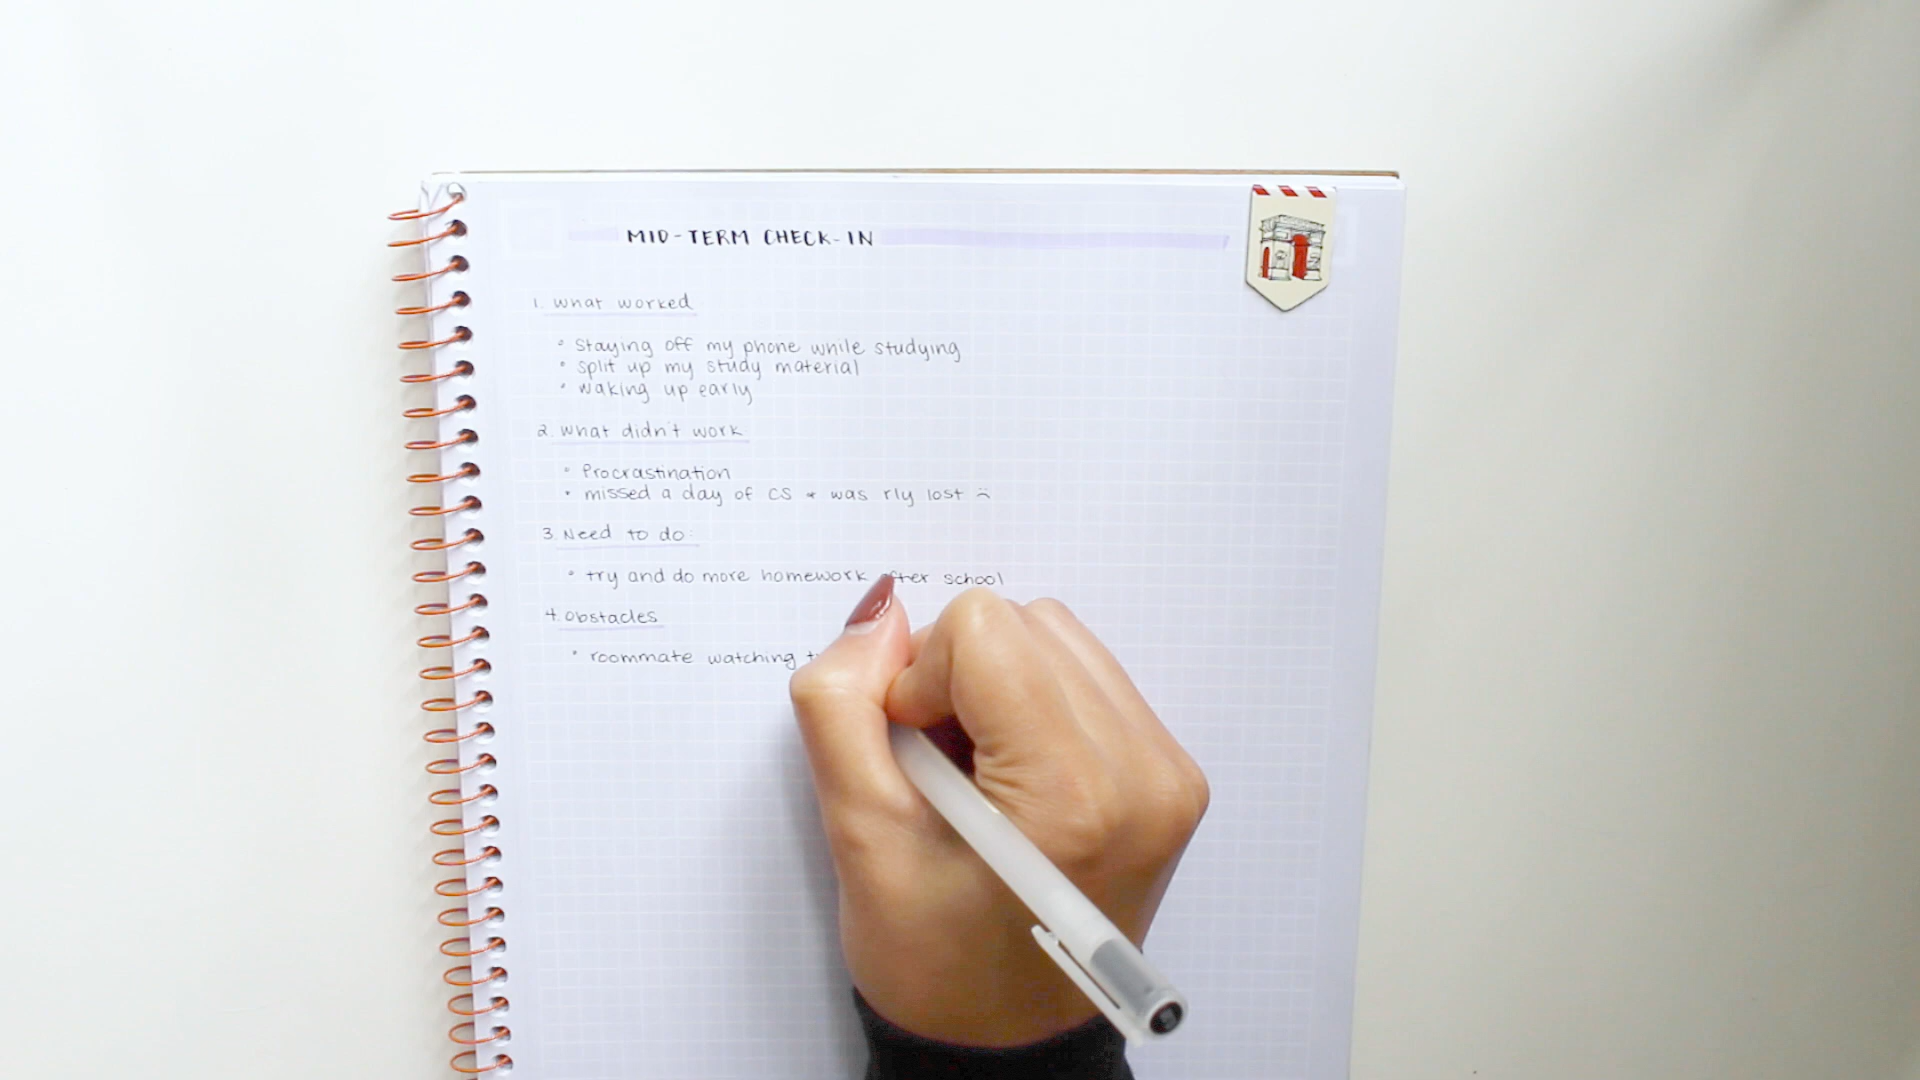 MID-TERM CHECK-IN
1. what worked
• Staying off my phone while studying
• split up my study material
• waking up early
2. what didn't work
• Procrastination
• missed a day of CS + was rly lost :(
3. Need to do:
• try and do more homework after school
4. obstacles
• roommate watching